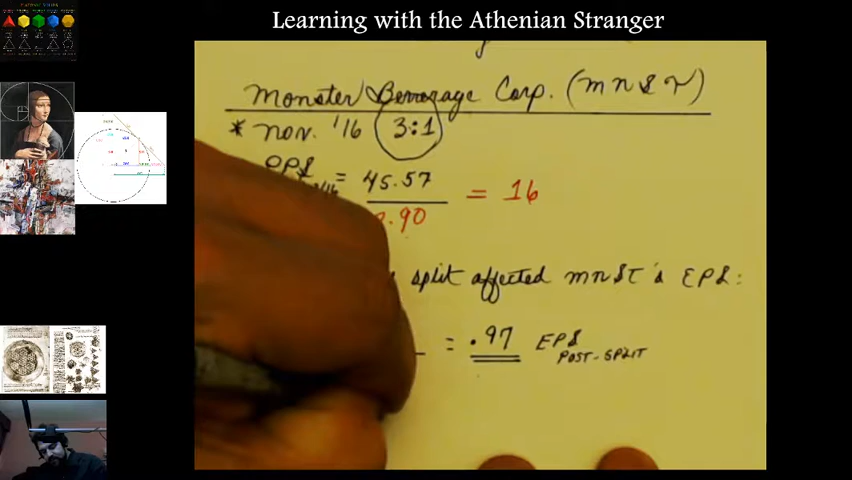 Learning with the Athenian Stranger
Monster Beverage Corp. (MNST)
* Nov. '16 3:1
EPS = 45.57 = 16
.90
split affected MNST's EPS:
= .97 EPS
POST-SPLIT